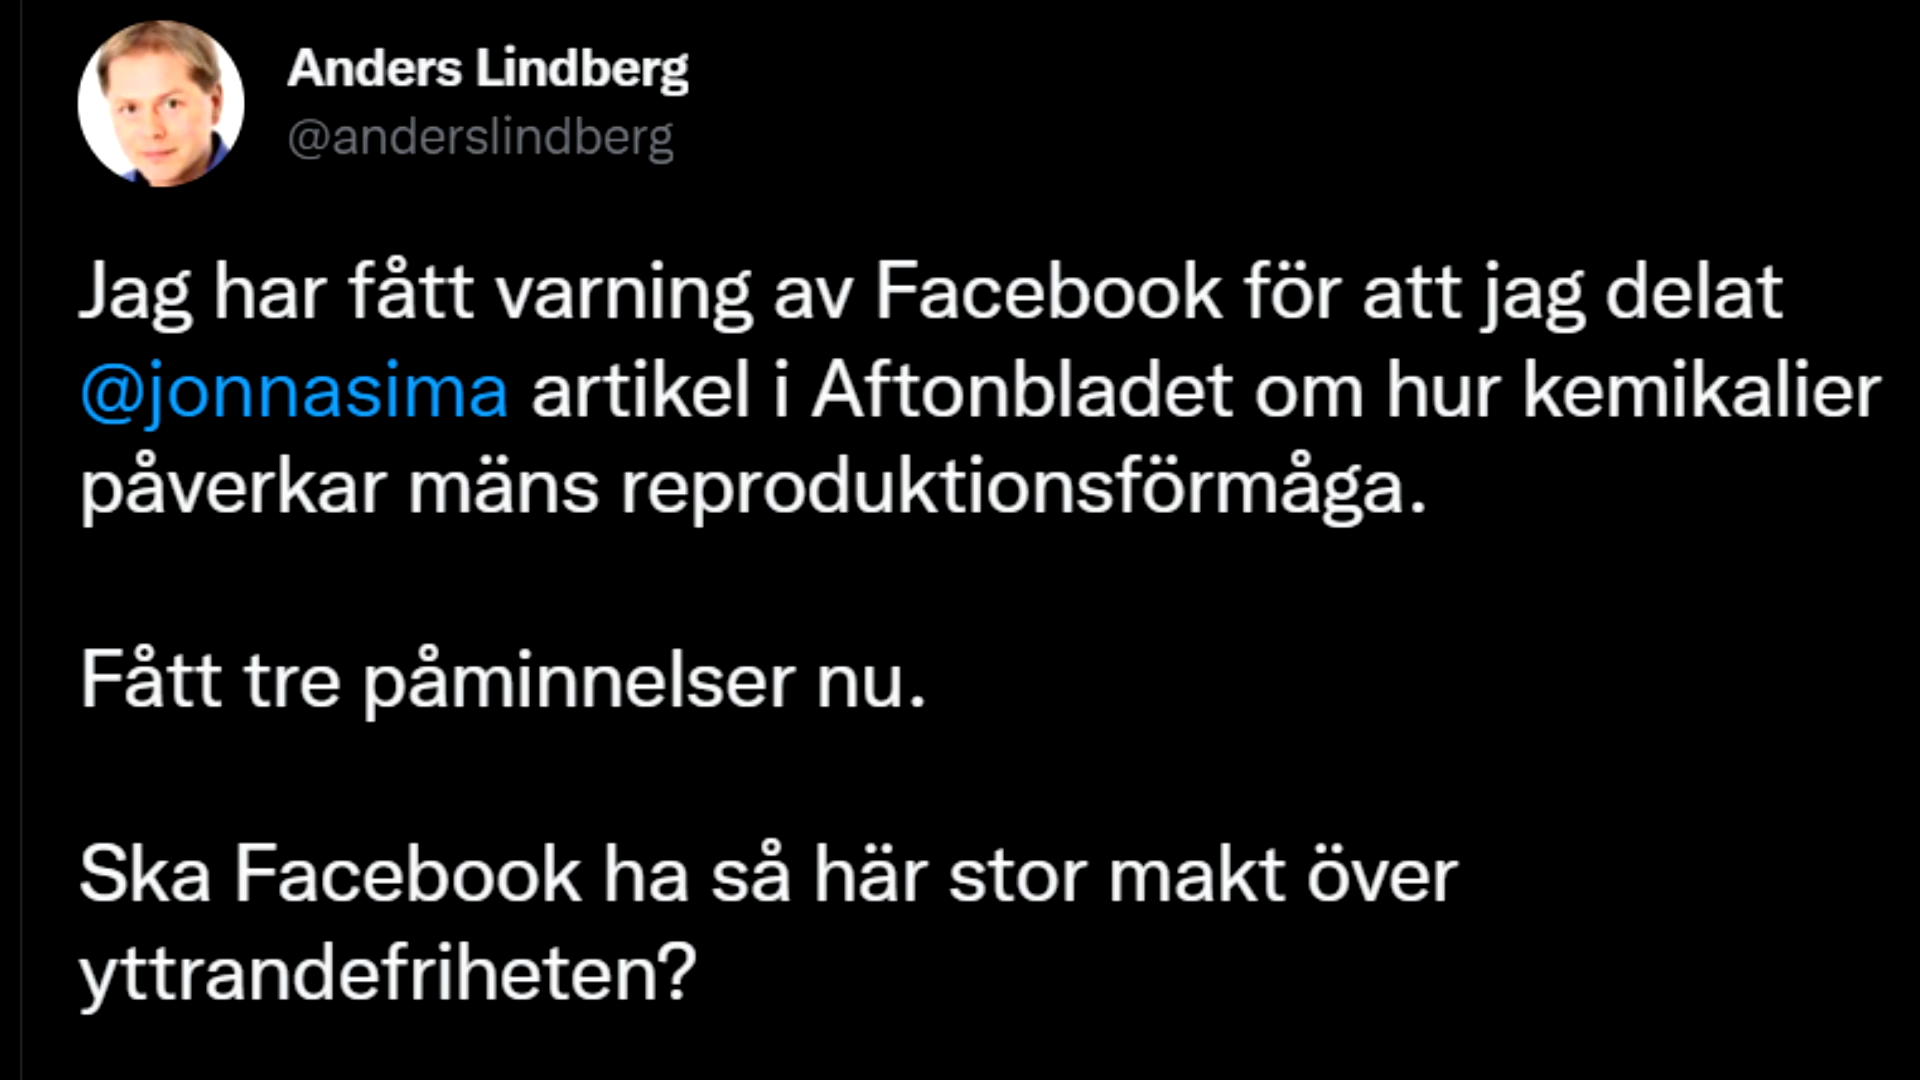 Anders Lindberg
@anderslindberg
Jag har fått varning av Facebook för att jag delat
@jonnasima artikel i Aftonbladet om hur kemikalier
påverkar mäns reproduktionsförmåga.
Fått tre påminnelser nu.
Ska Facebook ha så här stor makt över
yttrandefriheten?